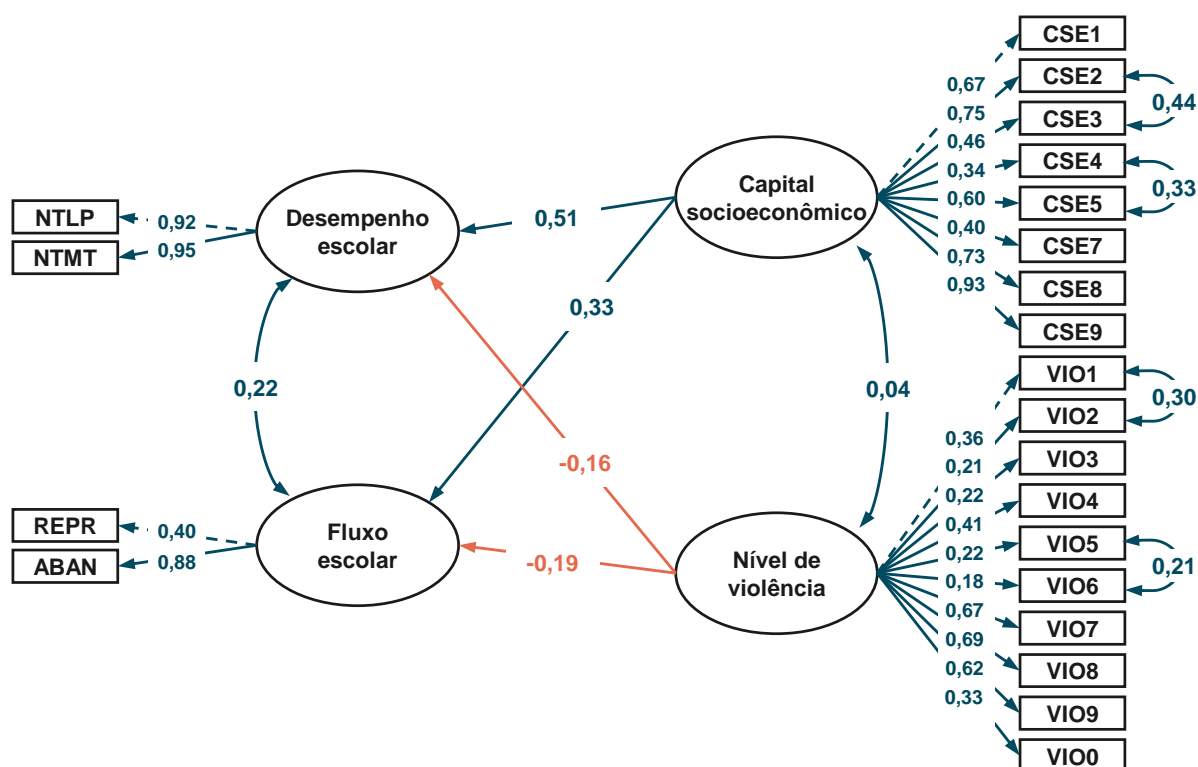 CSE1
CSE2
CSE3
CSE4
CSE5
CSE7
CSE8
CSE9
0,67
0,75
0,46
0,34
0,60
0,40
0,73
0,93
0,44
0,33
Capital
socioeconômico
Desempenho
escolar
NTLP
NTMT
0,92
0,95
0,51
0,33
0,22
0,04
-0,16
-0,19
REPR
ABAN
0,40
0,88
Fluxo
escolar
Nível de
violência
0,36
0,21
0,22
0,41
0,22
0,18
0,67
0,69
0,62
0,33
VIO1
VIO2
VIO3
VIO4
VIO5
VIO6
VIO7
VIO8
VIO9
VIO0
0,30
0,21